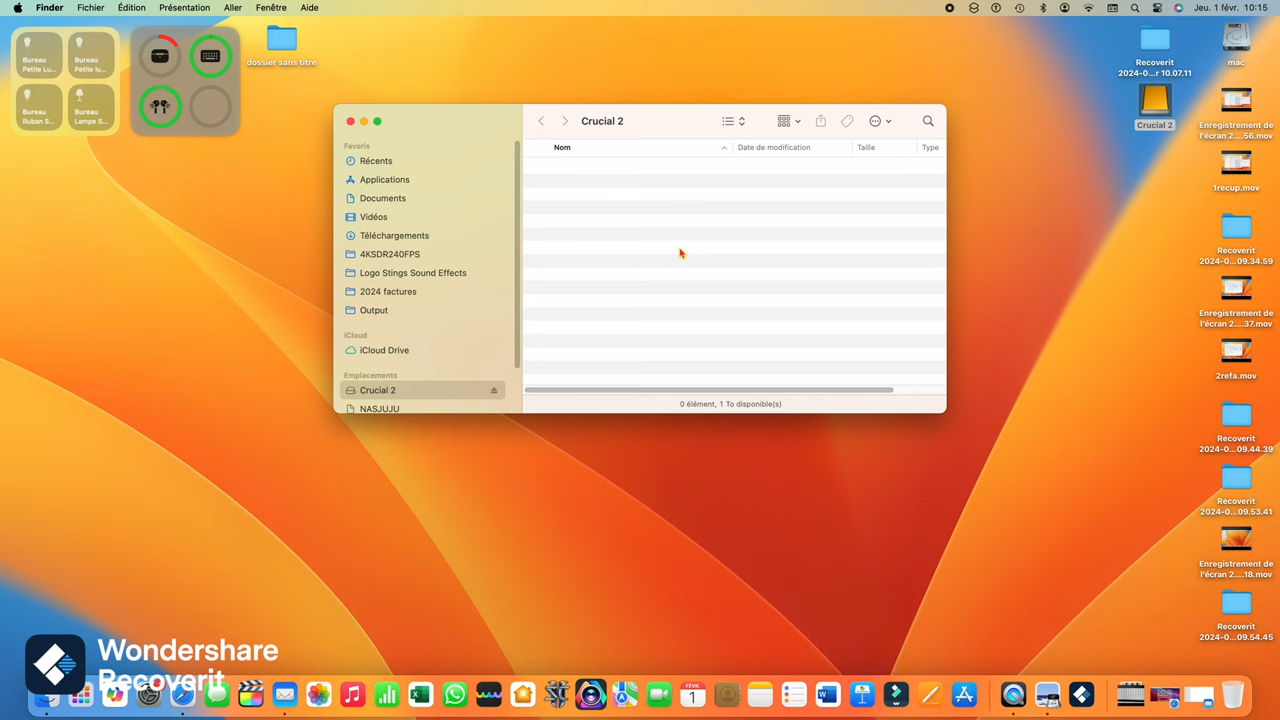 Finder Fichier Édition Présentation Aller Fenêtre Aide
Jeu. 1 févr. 10:15
Bureau
Petite Lu...
Bureau
Petite lu...
Bureau
Ruban S...
Bureau
Lampe S...
dossier sans titre
Crucial 2
Nom
Date de modification
Taille
Type
Favoris
Récents
Applications
Documents
Vidéos
Téléchargements
4KSDR240FPS
Logo Stings Sound Effects
2024 factures
Output
iCloud
iCloud Drive
Emplacements
Crucial 2
NASJUJU
0 élément, 1 To disponible(s)
Recoverit
2024-0...r 10.07.11
Crucial 2
mac
Enregistrement de
l'écran 2....56.mov
1recup.mov
Recoverit
2024-0...09.34.59
Enregistrement de
l'écran 2....37.mov
2refa.mov
Recoverit
2024-0...09.44.39
Recoverit
2024-0...09.53.41
Enregistrement de
l'écran 2....18.mov
Recoverit
2024-0...09.54.45
Wondershare
Recoverit
FÉVR.
1